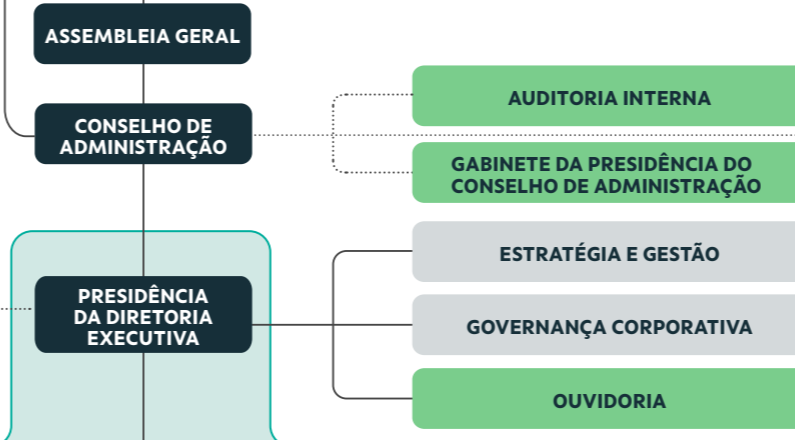 ASSEMBLEIA GERAL
CONSELHO DE
ADMINISTRAÇÃO
AUDITORIA INTERNA
GABINETE DA PRESIDÊNCIA DO
CONSELHO DE ADMINISTRAÇÃO
PRESIDÊNCIA
DA DIRETORIA
EXECUTIVA
ESTRATÉGIA E GESTÃO
GOVERNANÇA CORPORATIVA
OUVIDORIA